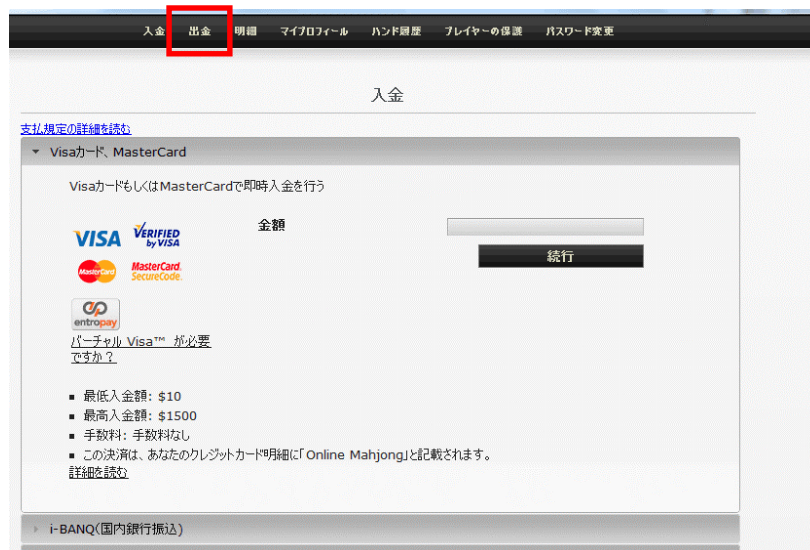 入金 出金 明細 マイプロフィール ハンド履歴 プレイヤーの保護 パスワード変更
入金
支払規定の詳細を読む
Visaカード、MasterCard
VisaカードもしくはMasterCardで即時入金を行う
金額
VISA VERIFIED by VISA
続行
MasterCard MasterCard. SecureCode.
entropay
バーチャル Visa™ が必要
ですか？
最低入金額: $10
最高入金額: $1500
手数料: 手数料なし
この決済は、あなたのクレジットカード明細に「Online Mahjong」と記載されます。
詳細を読む
i-BANQ(国内銀行振込)